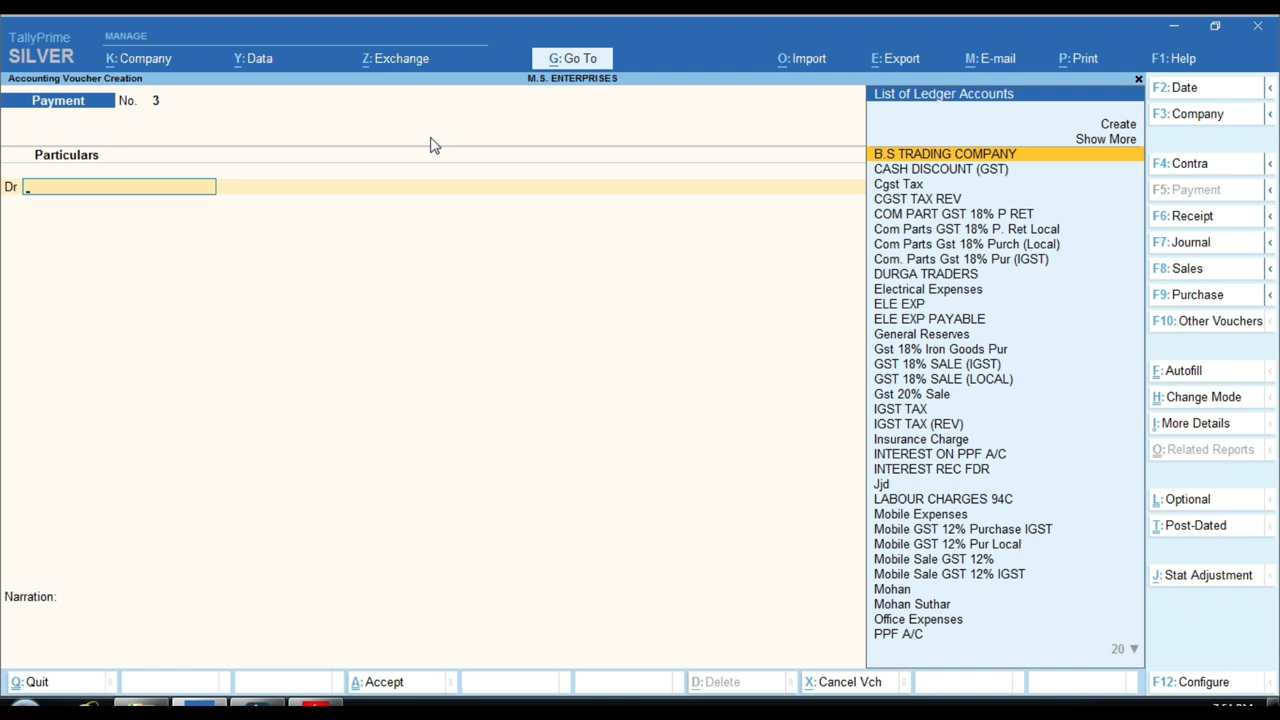 TallyPrime
SILVER
MANAGE
K: Company
Y: Data
Z: Exchange
G: Go To
O: Import
E: Export
M: E-mail
P: Print
F1: Help
Accounting Voucher Creation
M.S. ENTERPRISES
Payment No. 3
Particulars
Dr
Narration:
List of Ledger Accounts
Create
Show More
B.S TRADING COMPANY
CASH DISCOUNT (GST)
Cgst Tax
CGST TAX REV
COM PART GST 18% P RET
Com Parts GST 18% P. Ret Local
Com Parts Gst 18% Purch (Local)
Com. Parts Gst 18% Pur (IGST)
DURGA TRADERS
Electrical Expenses
ELE EXP
ELE EXP PAYABLE
General Reserves
Gst 18% Iron Goods Pur
GST 18% SALE (IGST)
GST 18% SALE (LOCAL)
Gst 20% Sale
IGST TAX
IGST TAX (REV)
Insurance Charge
INTEREST ON PPF A/C
INTEREST REC FDR
Jjd
LABOUR CHARGES 94C
Mobile Expenses
Mobile GST 12% Purchase IGST
Mobile GST 12% Pur Local
Mobile Sale GST 12%
Mobile Sale GST 12% IGST
Mohan
Mohan Suthar
Office Expenses
PPF A/C
20 ▼
F2: Date
F3: Company
F4: Contra
F5: Payment
F6: Receipt
F7: Journal
F8: Sales
F9: Purchase
F10: Other Vouchers
F: Autofill
H: Change Mode
I: More Details
O: Related Reports
L: Optional
T: Post-Dated
J: Stat Adjustment
Q: Quit
A: Accept
D: Delete
X: Cancel Vch
F12: Configure